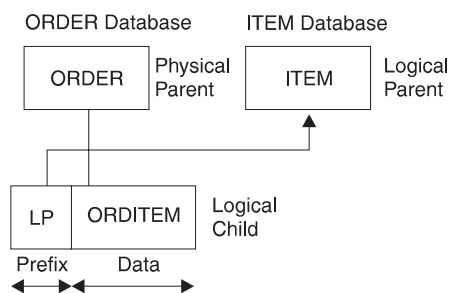 ORDER Database
ITEM Database
ORDER
Physical
Parent
ITEM
Logical
Parent
LP
ORDITEM
Logical
Child
Prefix
Data